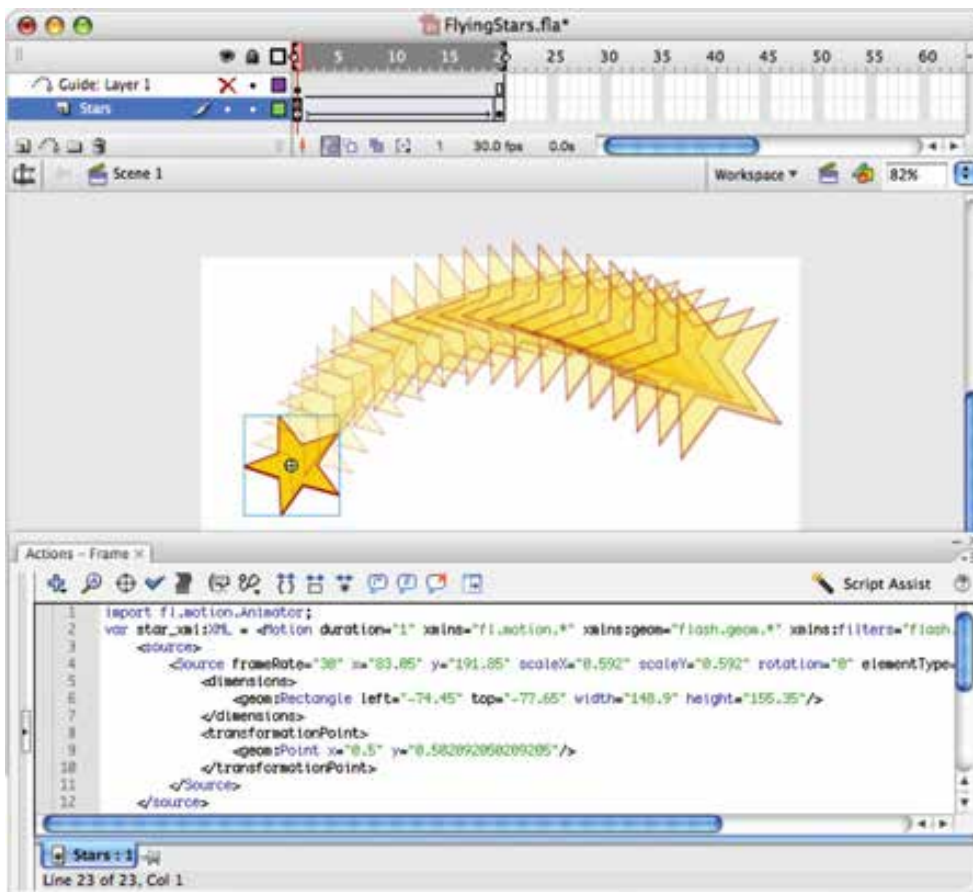 FlyingStars.fla*
5 10 15 20 25 30 35 40 45 50 55 60
Guide: Layer 1
Stars
1 30.0 fps 0.0s
Scene 1 Workspace 82%
Actions - Frame ×
Script Assist
1 import fl.motion.Animator;
2 var star_xml:XML = <Motion duration="1" xmlns="fl.motion.*" xmlns:geom="flash.geom.*" xmlns:filters="flash.
3 <source>
4 <Source frameRate="30" x="83.05" y="191.85" scaleX="0.592" scaleY="0.592" rotation="0" elementType=
5 <dimensions>
6 <geom:Rectangle left="-74.45" top="-77.65" width="148.9" height="155.35"/>
7 </dimensions>
8 <transformationPoint>
9 <geom:Point x="0.5" y="0.502092050209205"/>
10 </transformationPoint>
11 </Source>
12 </source>
Stars : 1
Line 23 of 23, Col 1